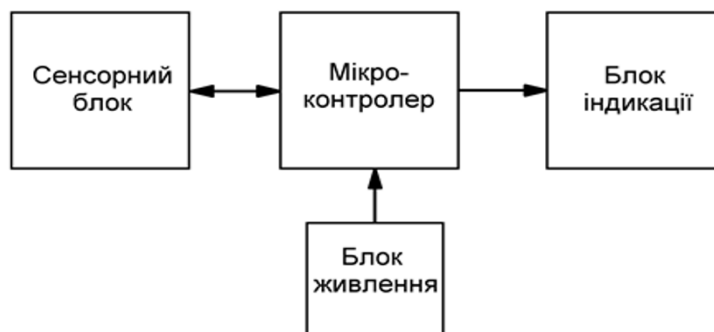 Сенсорний
блок
Мікро-
контролер
Блок
індикації
Блок
живлення